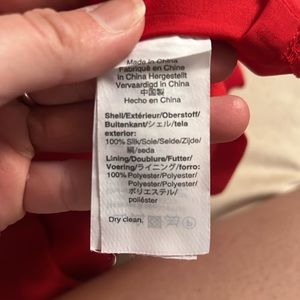 Made in China
Fabriqué en Chine
in China Hergestellt
Vervaardigd in China
中国製
Hecho en China
Shell/Extérieur/Oberstoff/
Buitenkant/シェル/tela
exterior:
100% Silk/Soie/Seide/Zijde/
絹/seda
Lining/Doublure/Futter/
Voering/ライニング/forro:
100% Polyester/Polyester/
Polyester/Polyester/
ポリエステル/
poliéster
Dry clean.